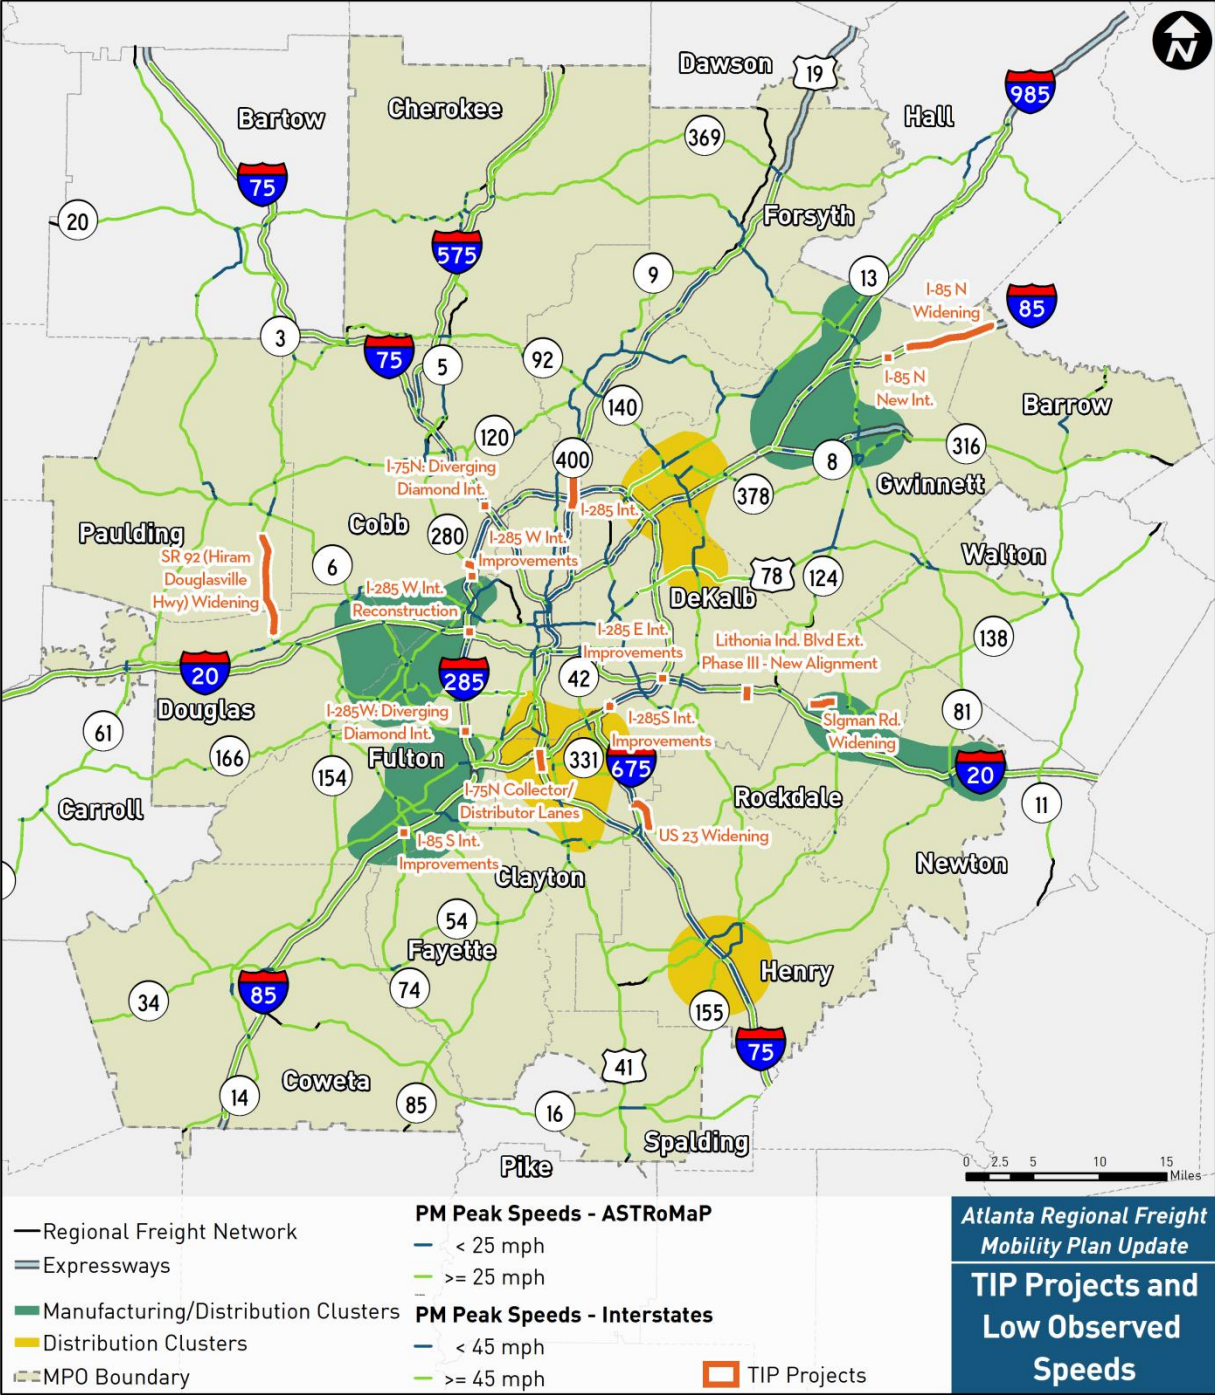 N
Dawson
19
Hall
985
Bartow
Cherokee
369
75
20
Forsyth
575
9
13
I-85 N
Widening
85
3
75
5
92
I-85 N
New Int.
140
Barrow
120
400
8
316
I-75N: Diverging
Diamond Int.
378
Gwinnett
Paulding
Cobb
280
I-285 Int.
I-285 W Int.
Improvements
Walton
SR 92 (Hiram
Douglasville
Hwy) Widening
6
78
124
I-285 W Int.
Reconstruction
DeKalb
I-285 E Int.
Improvements
Lithonia Ind. Blvd Ext.
Phase III - New Alignment
138
20
285
42
Douglas
61
I-285W: Diverging
Diamond Int.
I-285S Int.
Improvements
SIgman Rd.
Widening
81
166
154
Fulton
331
675
20
Carroll
I-75N Collector/
Distributor Lanes
Rockdale
11
I-85 S Int.
Improvements
US 23 Widening
Clayton
Newton
54
Fayette
Henry
34
85
74
155
75
41
14
Coweta
85
16
Spalding
Pike
0 2.5 5 10 15
Miles
Regional Freight Network
Expressways
Manufacturing/Distribution Clusters
Distribution Clusters
MPO Boundary
PM Peak Speeds - ASTRoMaP
< 25 mph
>= 25 mph
PM Peak Speeds - Interstates
< 45 mph
>= 45 mph
TIP Projects
Atlanta Regional Freight
Mobility Plan Update
TIP Projects and
Low Observed
Speeds